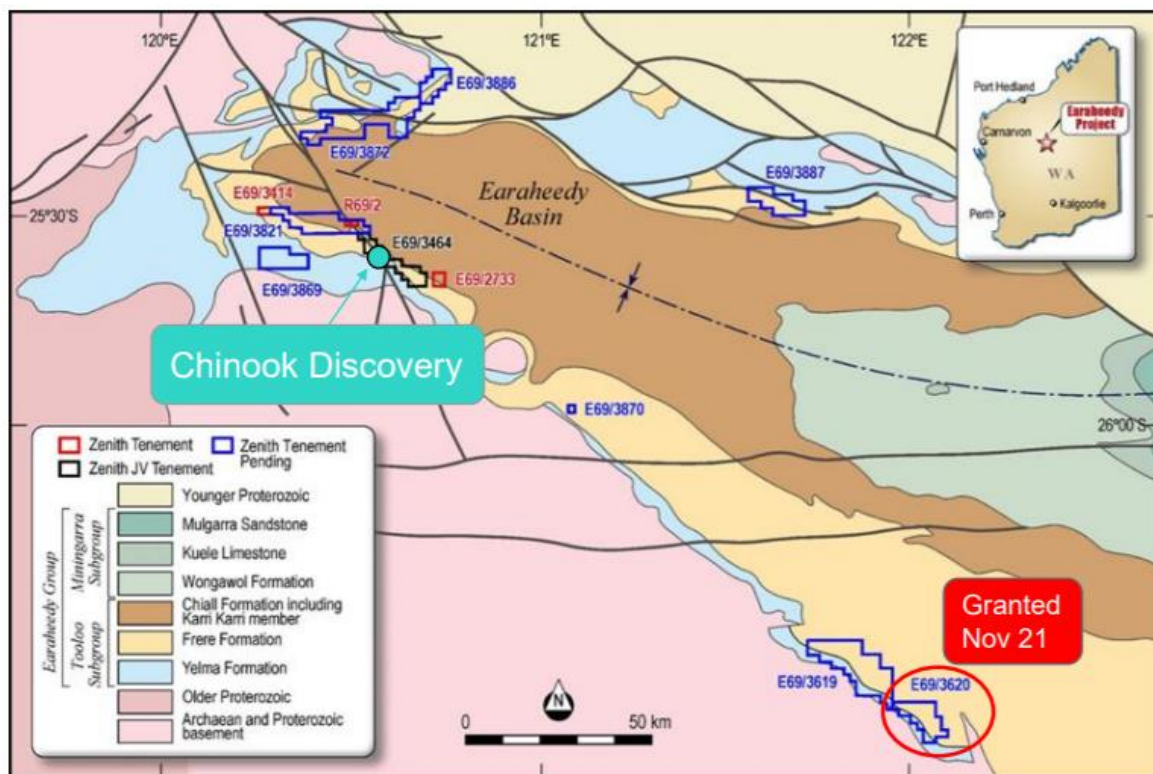 120°E
121°E
122°E
E69/3886
E69/3872
E69/3887
Earaheedy
Basin
E69/3414
R69/2
25°30'S
E69/3821
E69/3464
E69/2733
E69/3869
Chinook Discovery
E69/3870
26°00'S
Port Hedland
Earaheedy
Project
Carnarvon
WA
Kalgoorlie
Perth
Zenith Tenement
Zenith Tenement
Pending
Zenith JV Tenement
Younger Proterozoic
Mulgarra Sandstone
Kuele Limestone
Wongawol Formation
Chiall Formation including
Karri Karri member
Frere Formation
Yelma Formation
Older Proterozoic
Archaean and Proterozoic
basement
Earaheedy Group
Miningarra
Subgroup
Tooloo
Subgroup
Granted
Nov 21
E69/3619
E69/3620
0
50 km